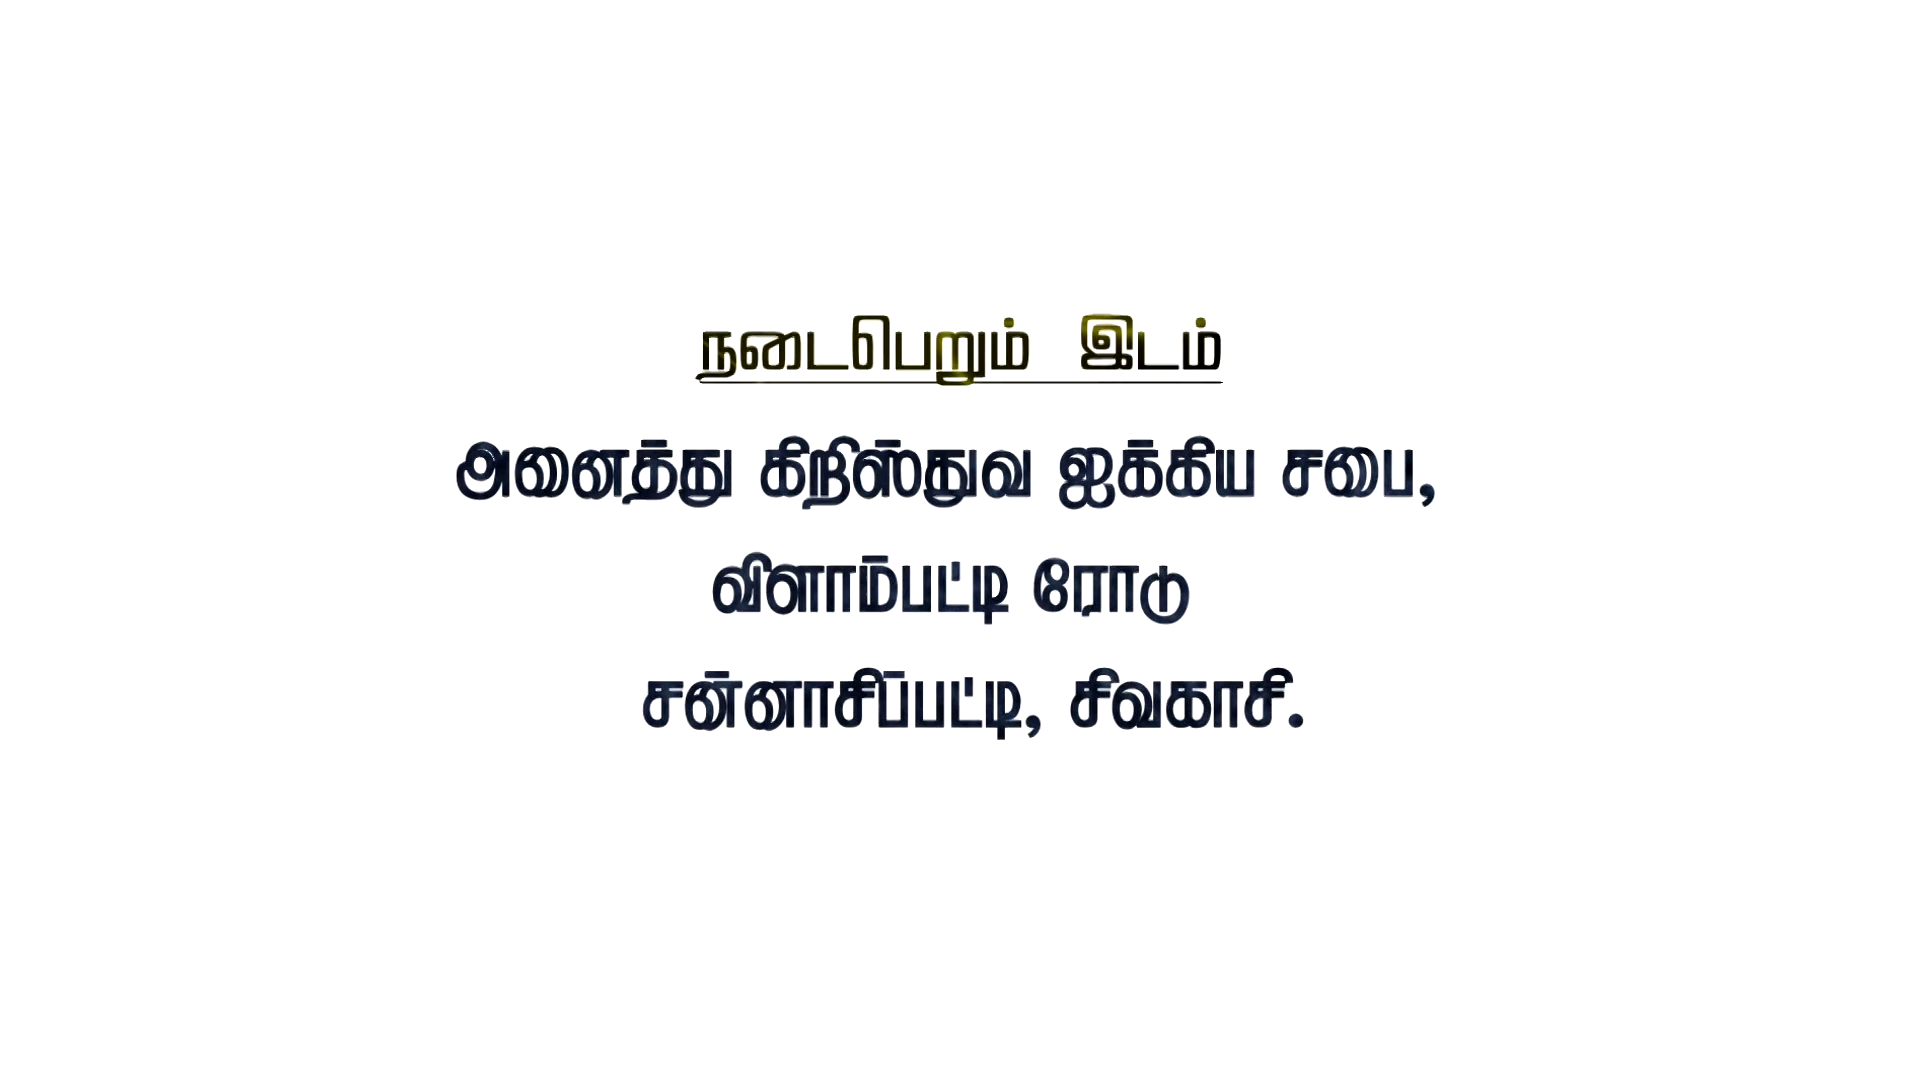 நடைபெறும் இடம்
அனைத்து கிறிஸ்துவ ஐக்கிய சபை,
விளாம்பட்டி ரோடு
சன்னாசிப்பட்டி, சிவகாசி.